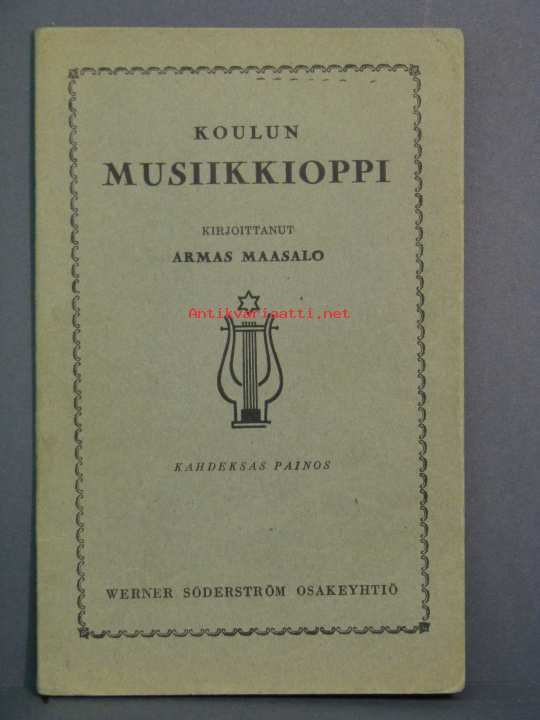 KOULUN
MUSIIKKIOPPI
KIRJOITTANUT
ARMAS MAASALO
Antikvariaatti.net
KAHDEKSAS PAINOS
WERNER SÖDERSTRÖM OSAKEYHTIÖ